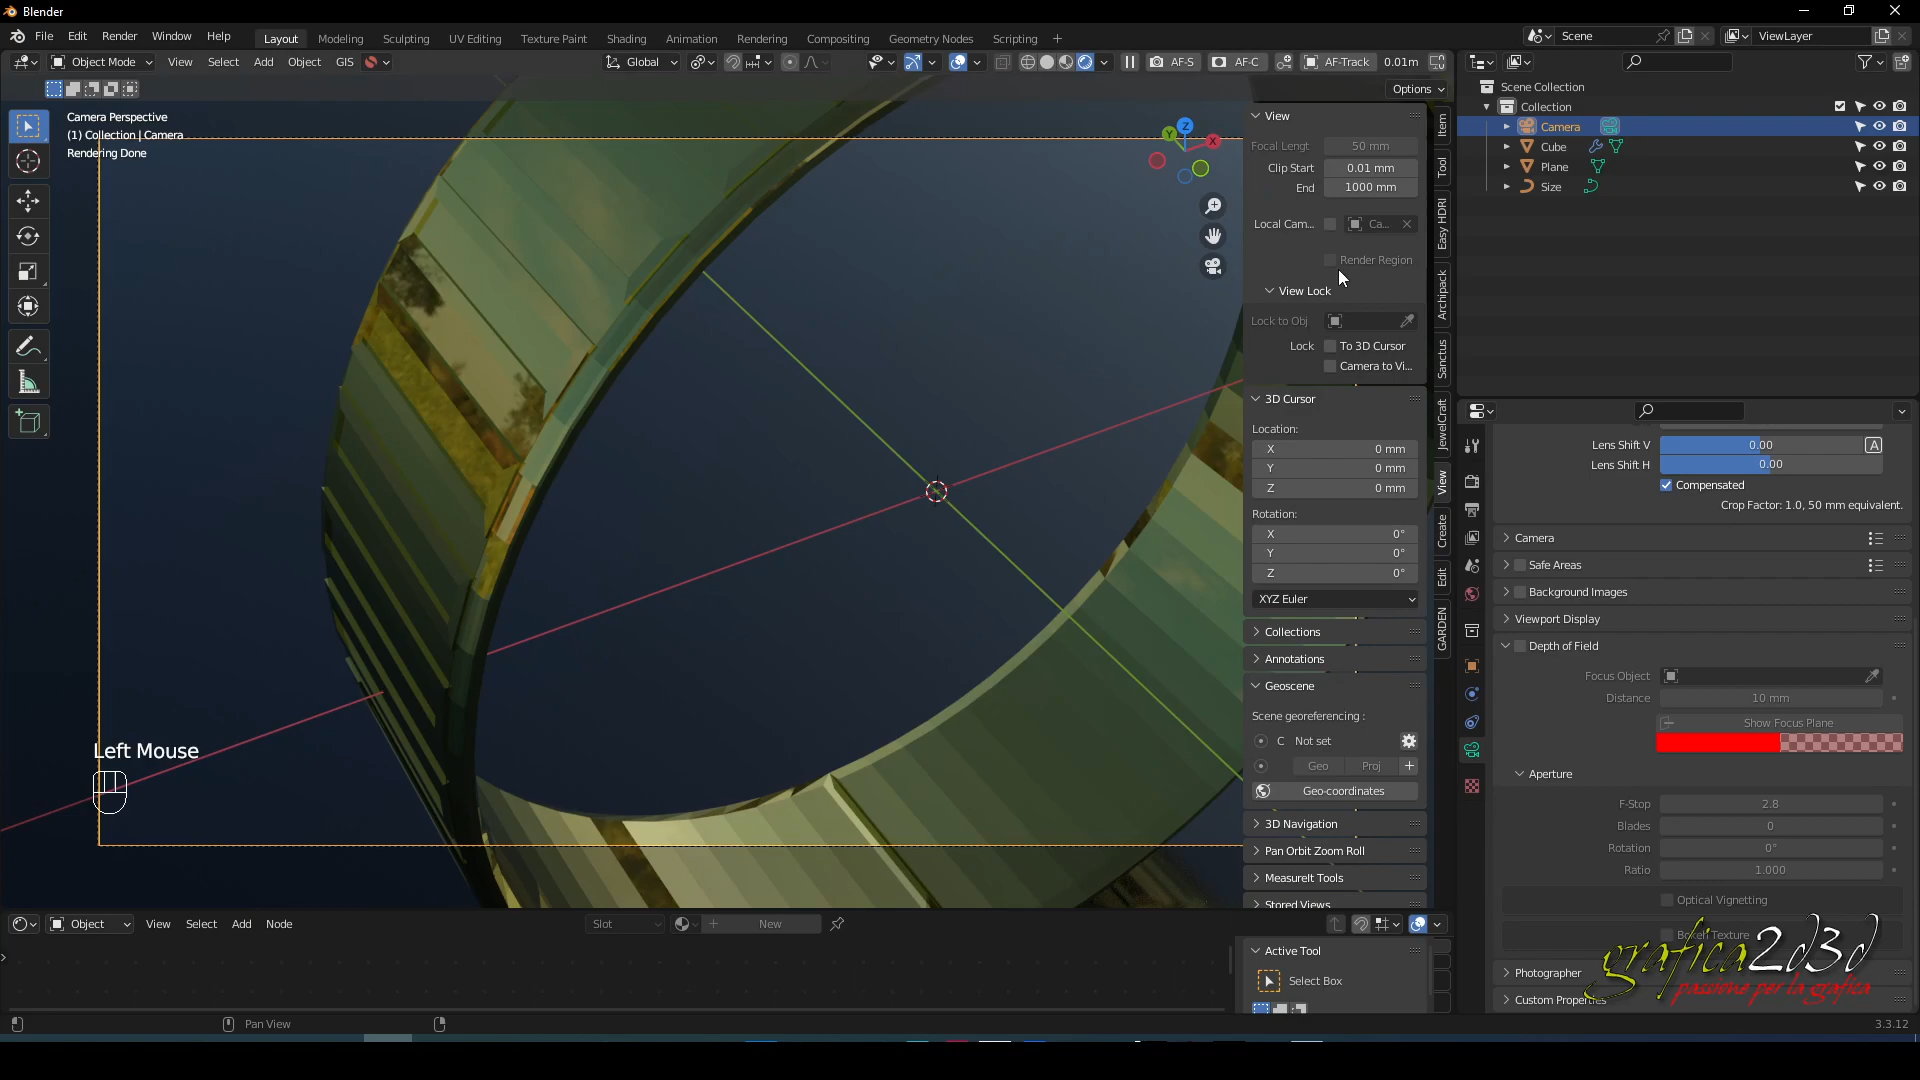 Blender
File Edit Render Window Help
Layout Modeling Sculpting UV Editing Texture Paint Shading Animation Rendering Compositing Geometry Nodes Scripting +
Scene
ViewLayer
Object Mode View Select Add Object GIS
Global
AF-S AF-C AF-Track 0.01m
Options
Camera Perspective
(1) Collection | Camera
Rendering Done
Z
Y
X
View
Focal Lengt 50 mm
Clip Start 0.01 mm
End 1000 mm
Local Cam... Ca...
Render Region
View Lock
Lock to Obj
Lock To 3D Cursor
Camera to Vi...
3D Cursor
Location:
X 0 mm
Y 0 mm
Z 0 mm
Rotation:
X 0°
Y 0°
Z 0°
XYZ Euler
Collections
Annotations
Geoscene
Scene georeferencing :
C Not set
Geo Proj +
Geo-coordinates
3D Navigation
Pan Orbit Zoom Roll
MeasureIt Tools
Stored Views
Item
Tool
Easy HDRI
Archipack
Sanctus
JewelCraft
View
Create
Edit
GARDEN
Left Mouse
Scene Collection
Collection
Camera
Cube
Plane
Size
Lens Shift V 0.00 A
Lens Shift H 0.00
Compensated
Crop Factor: 1.0, 50 mm equivalent.
Camera
Safe Areas
Background Images
Viewport Display
Depth of Field
Focus Object
Distance 10 mm
Show Focus Plane
Aperture
F-Stop 2.8
Blades 0
Rotation 0°
Ratio 1.000
Optical Vignetting
Bokeh Texture
Photographer
Custom Properties
grafica2d3d
passione per la grafica
Object View Select Add Node
Slot New
Active Tool
Select Box
Pan View
3.3.12